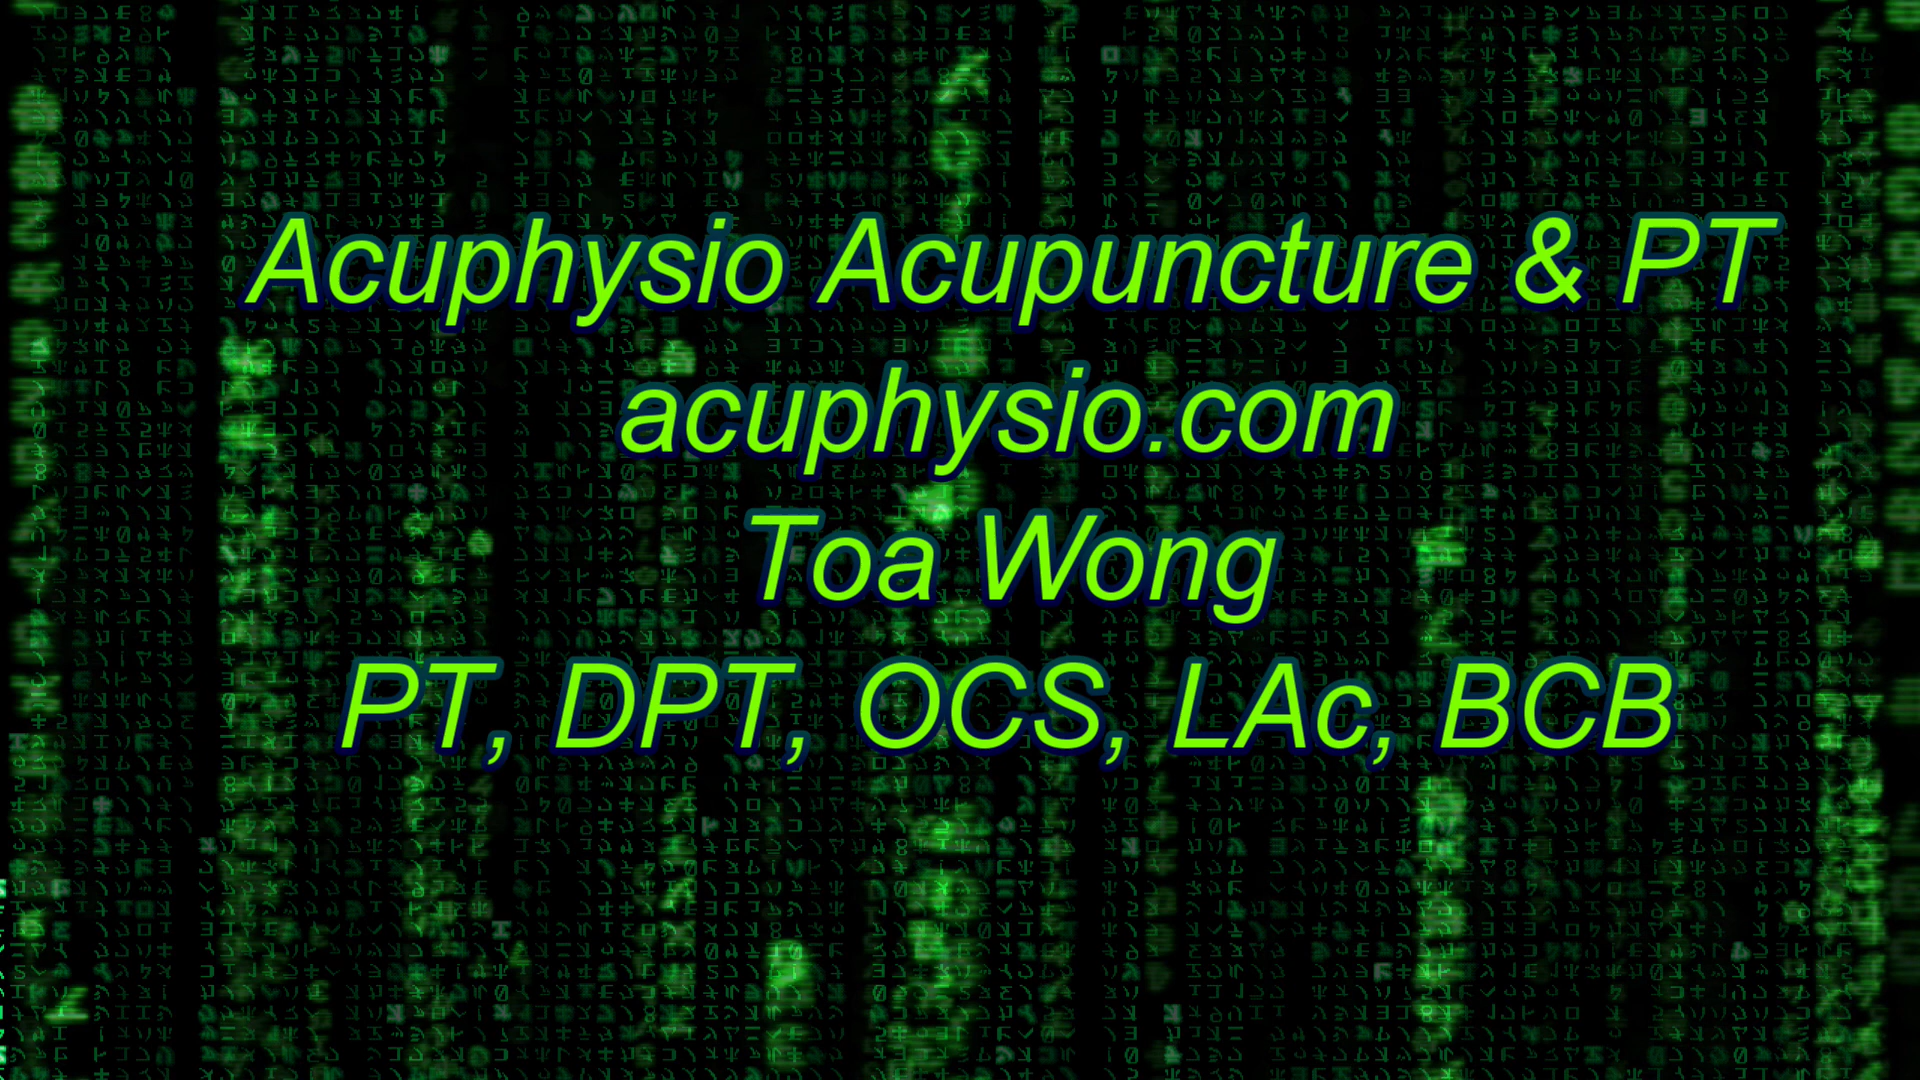 Acuphysio Acupuncture & PT
acuphysio.com
Toa Wong
PT, DPT, OCS, LAc, BCB